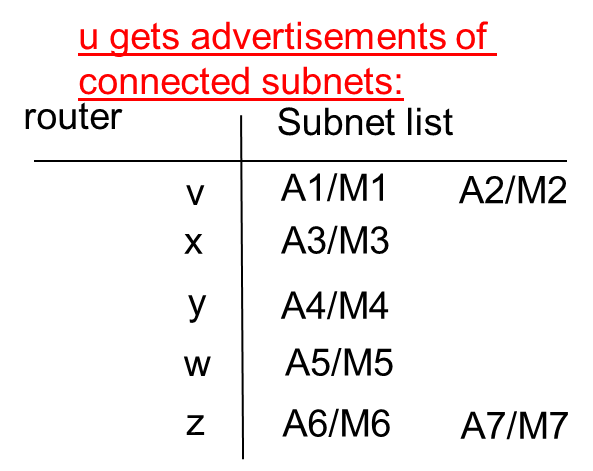 u gets advertisements of
connected subnets:
router Subnet list
v A1/M1 A2/M2
x A3/M3
y A4/M4
w A5/M5
z A6/M6 A7/M7